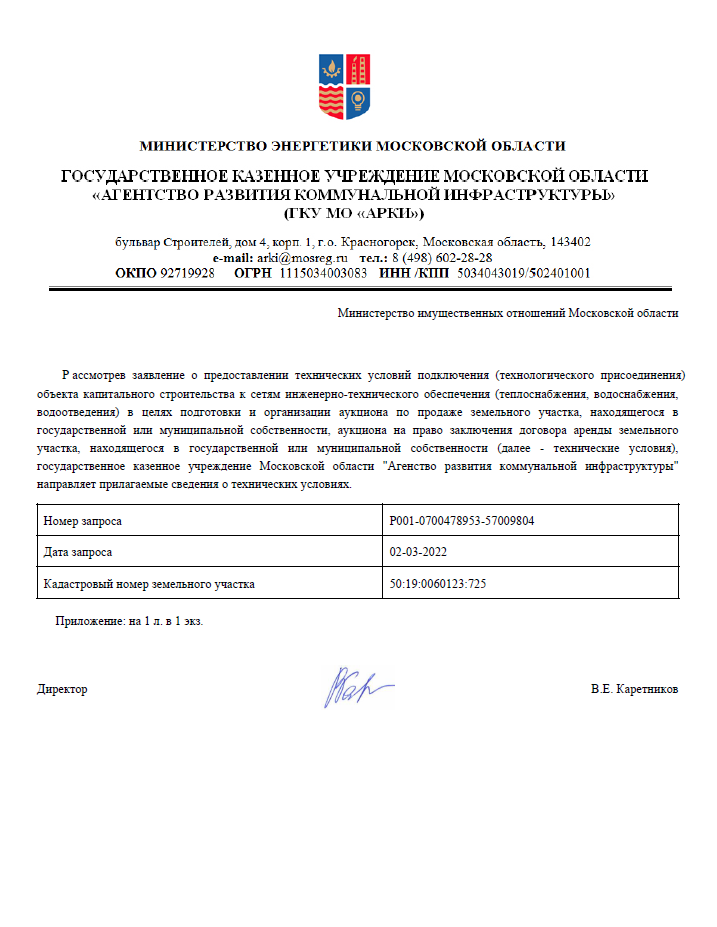 МИНИСТЕРСТВО ЭНЕРГЕТИКИ МОСКОВСКОЙ ОБЛАСТИ
ГОСУДАРСТВЕННОЕ КАЗЕННОЕ УЧРЕЖДЕНИЕ МОСКОВСКОЙ ОБЛАСТИ
«АГЕНТСТВО РАЗВИТИЯ КОММУНАЛЬНОЙ ИНФРАСТРУКТУРЫ»
(ГКУ МО «АРКИ»)
бульвар Строителей, дом 4, корп. 1, г.о. Красногорск, Московская область, 143402
e-mail: arki@mosreg.ru тел.: 8 (498) 602-28-28
ОКПО 92719928 ОГРН 1115034003083 ИНН /КПП 5034043019/502401001
Министерство имущественных отношений Московской области
Р ассмотрев заявление о предоставлении технических условий подключения (технологического присоединения)
объекта капитального строительства к сетям инженерно-технического обеспечения (теплоснабжения, водоснабжения,
водоотведения) в целях подготовки и организации аукциона по продаже земельного участка, находящегося в
государственной или муниципальной собственности, аукциона на право заключения договора аренды земельного
участка, находящегося в государственной или муниципальной собственности (далее - технические условия),
государственное казенное учреждение Московской области "Агенство развития коммунальной инфраструктуры"
направляет прилагаемые сведения о технических условиях.
Номер запроса P001-0700478953-57009804
Дата запроса 02-03-2022
Кадастровый номер земельного участка 50:19:0060123:725
Приложение: на 1 л. в 1 экз.
Директор В.Е. Каретников